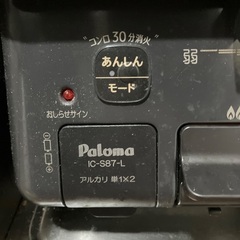 コンロ30分消火
あんしん
モード
おしらせサイン
Paloma
IC-S87-L
アルカリ 単1×2